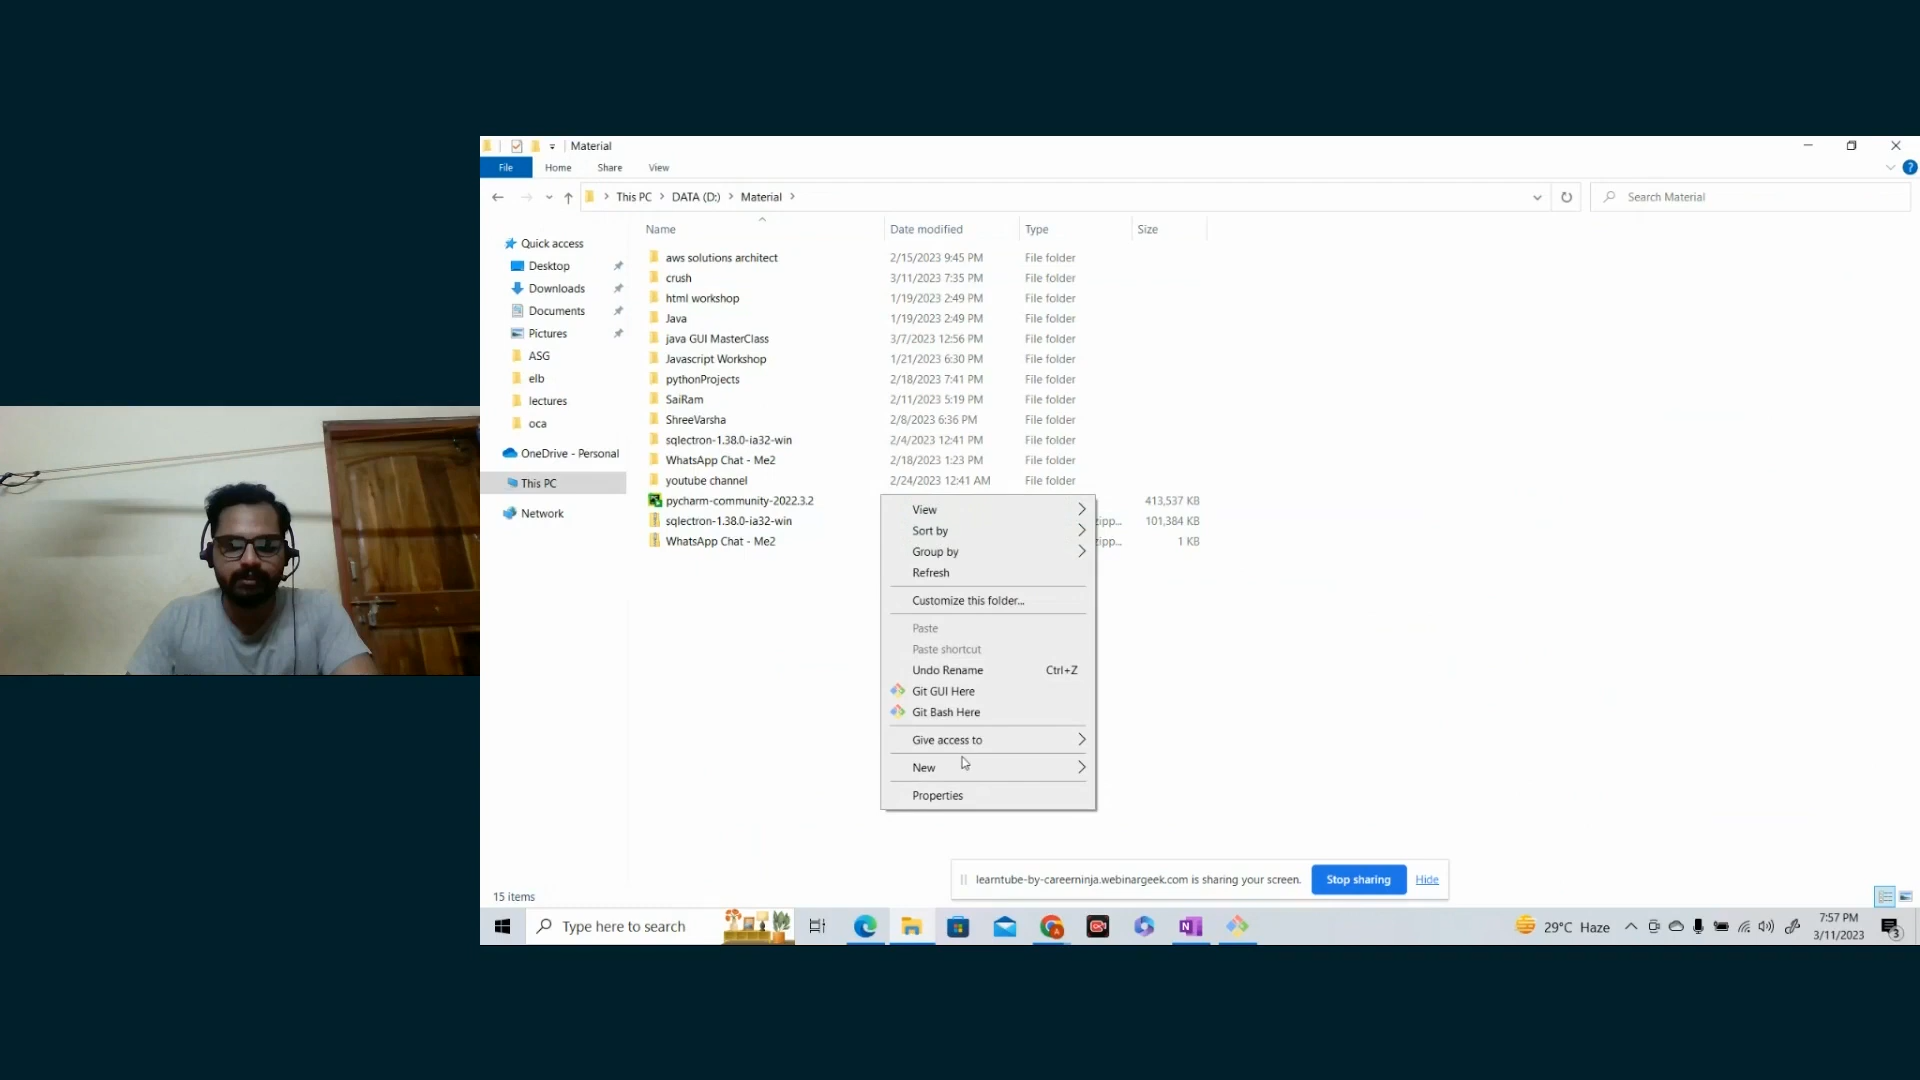 Material
File Home Share View
This PC > DATA (D:) > Material >
Search Material
Name Date modified Type Size
Quick access
Desktop
Downloads
Documents
Pictures
ASG
elb
lectures
oca
OneDrive - Personal
This PC
Network
aws solutions architect 2/15/2023 9:45 PM File folder
crush 3/11/2023 7:35 PM File folder
html workshop 1/19/2023 2:49 PM File folder
Java 1/19/2023 2:49 PM File folder
java GUI MasterClass 3/7/2023 12:56 PM File folder
Javascript Workshop 1/21/2023 6:30 PM File folder
pythonProjects 2/18/2023 7:41 PM File folder
SaiRam 2/11/2023 5:19 PM File folder
ShreeVarsha 2/8/2023 6:36 PM File folder
sqlectron-1.38.0-ia32-win 2/4/2023 12:41 PM File folder
WhatsApp Chat - Me2 2/18/2023 1:23 PM File folder
youtube channel 2/24/2023 12:41 AM File folder
pycharm-community-2022.3.2 413,537 KB
sqlectron-1.38.0-ia32-win zipp... 101,384 KB
WhatsApp Chat - Me2 zipp... 1 KB
View
Sort by
Group by
Refresh
Customize this folder...
Paste
Paste shortcut
Undo Rename Ctrl+Z
Git GUI Here
Git Bash Here
Give access to
New
Properties
learntube-by-careerninja.webinargeek.com is sharing your screen. Stop sharing Hide
15 items
Type here to search
29°C Haze
7:57 PM
3/11/2023
3